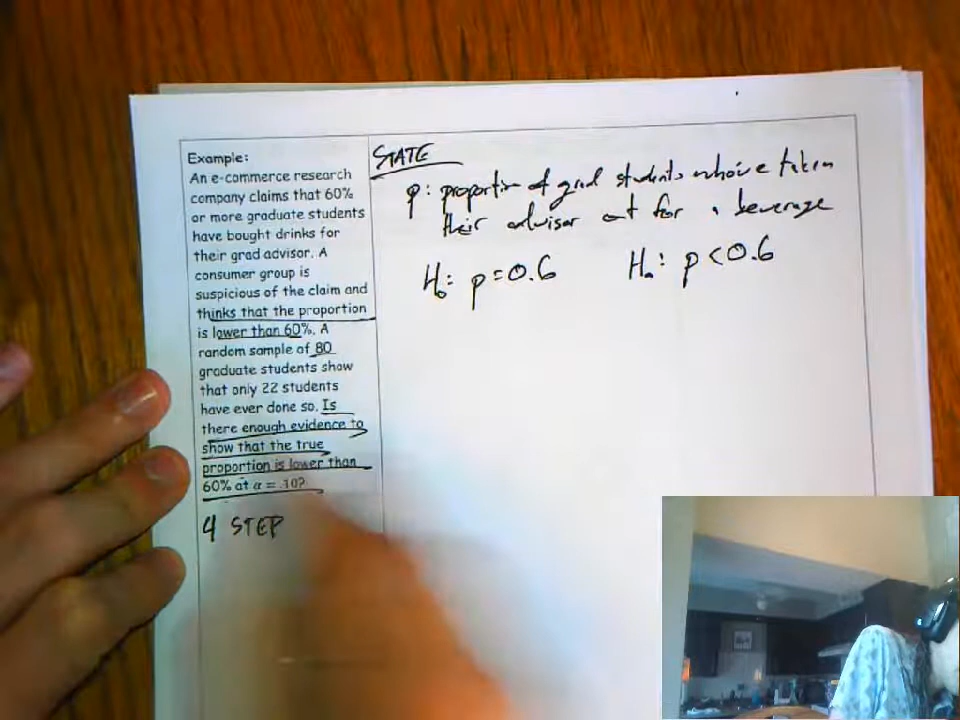 Example:
An e-commerce research
company claims that 60%
or more graduate students
have bought drinks for
their grad advisor. A
consumer group is
suspicious of the claim and
thinks that the proportion
is lower than 60%. A
random sample of 80
graduate students show
that only 22 students
have ever done so. Is
there enough evidence to
show that the true
proportion is lower than
60% at α = .10?
4 STEP
STATE
p: proportion of grad students who've taken
their advisor out for a beverage
H₀: p = 0.6 Hₐ: p < 0.6